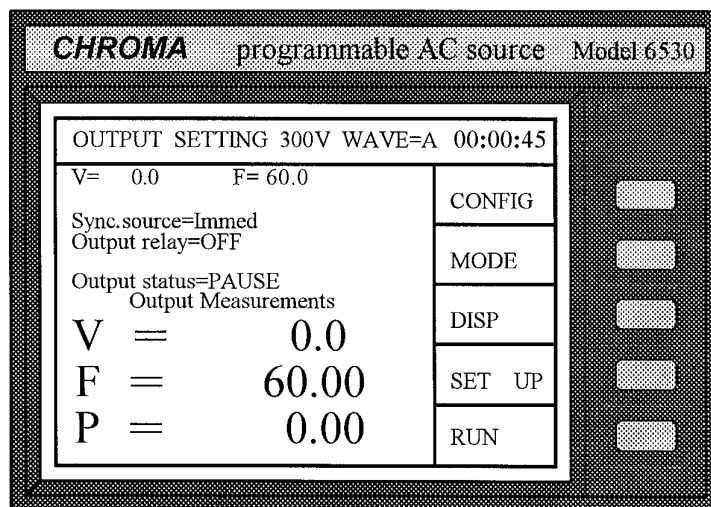 CHROMA programmable AC source Model 6530
OUTPUT SETTING 300V WAVE=A 00:00:45
V= 0.0 F= 60.0
Sync.source=Immed
Output relay=OFF
Output status=PAUSE
Output Measurements
V = 0.0
F = 60.00
P = 0.00
CONFIG
MODE
DISP
SET UP
RUN